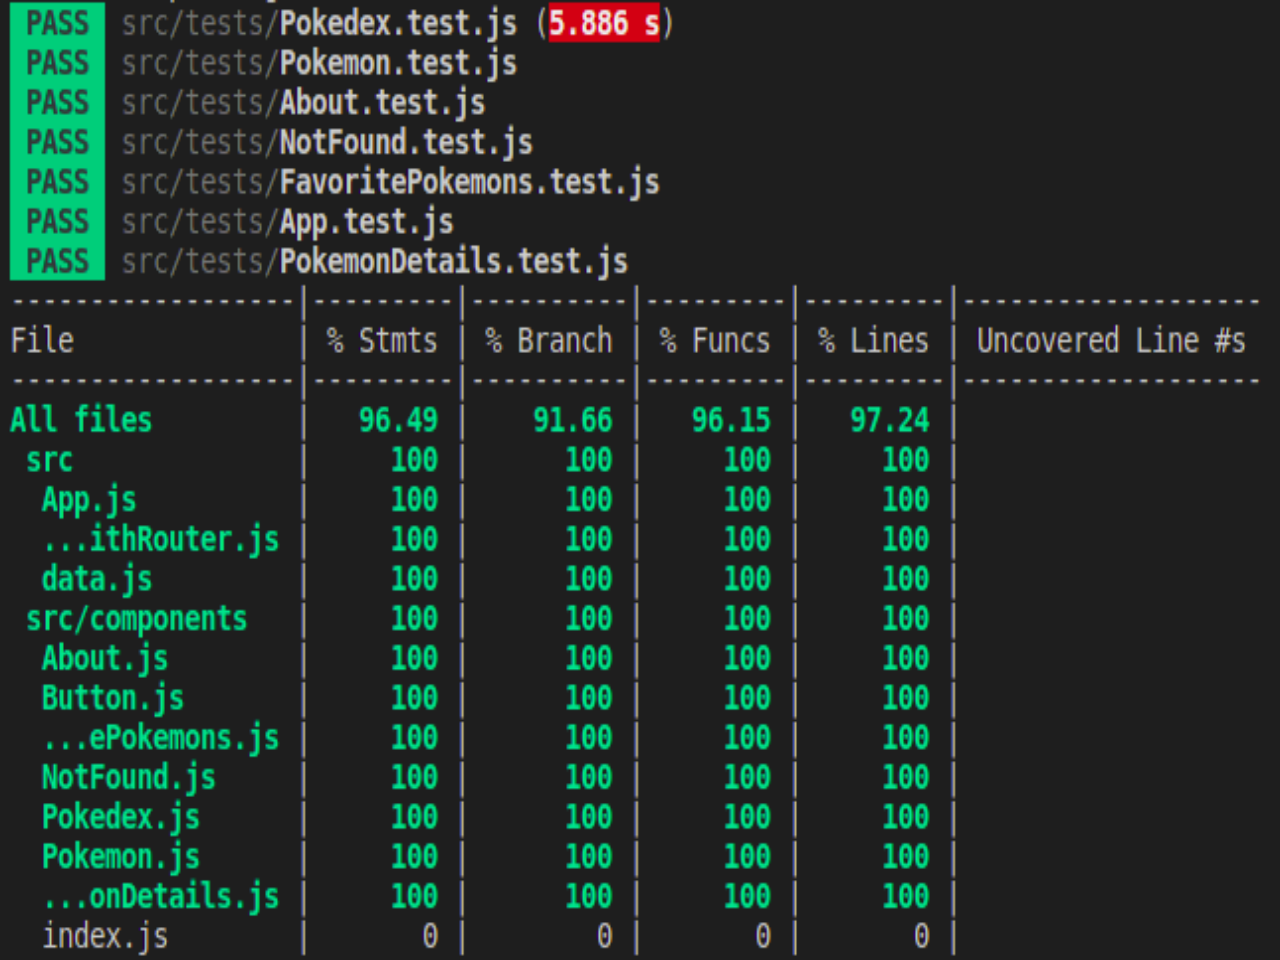 PASS src/tests/Pokedex.test.js (5.886 s)
PASS src/tests/Pokemon.test.js
PASS src/tests/About.test.js
PASS src/tests/NotFound.test.js
PASS src/tests/FavoritePokemons.test.js
PASS src/tests/App.test.js
PASS src/tests/PokemonDetails.test.js
------------------|---------|----------|---------|---------|-------------------
File | % Stmts | % Branch | % Funcs | % Lines | Uncovered Line #s
------------------|---------|----------|---------|---------|-------------------
All files | 96.49 | 91.66 | 96.15 | 97.24 |
src | 100 | 100 | 100 | 100 |
App.js | 100 | 100 | 100 | 100 |
...ithRouter.js | 100 | 100 | 100 | 100 |
data.js | 100 | 100 | 100 | 100 |
src/components | 100 | 100 | 100 | 100 |
About.js | 100 | 100 | 100 | 100 |
Button.js | 100 | 100 | 100 | 100 |
...ePokemons.js | 100 | 100 | 100 | 100 |
NotFound.js | 100 | 100 | 100 | 100 |
Pokedex.js | 100 | 100 | 100 | 100 |
Pokemon.js | 100 | 100 | 100 | 100 |
...onDetails.js | 100 | 100 | 100 | 100 |
index.js | 0 | 0 | 0 | 0 |